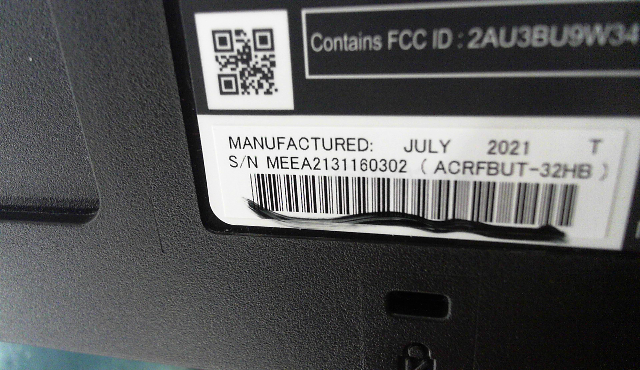 Contains FCC ID : 2AU3BU9W34
MANUFACTURED: JULY 2021 T
S/N MEEA2131160302 ( ACRFBUT-32HB )